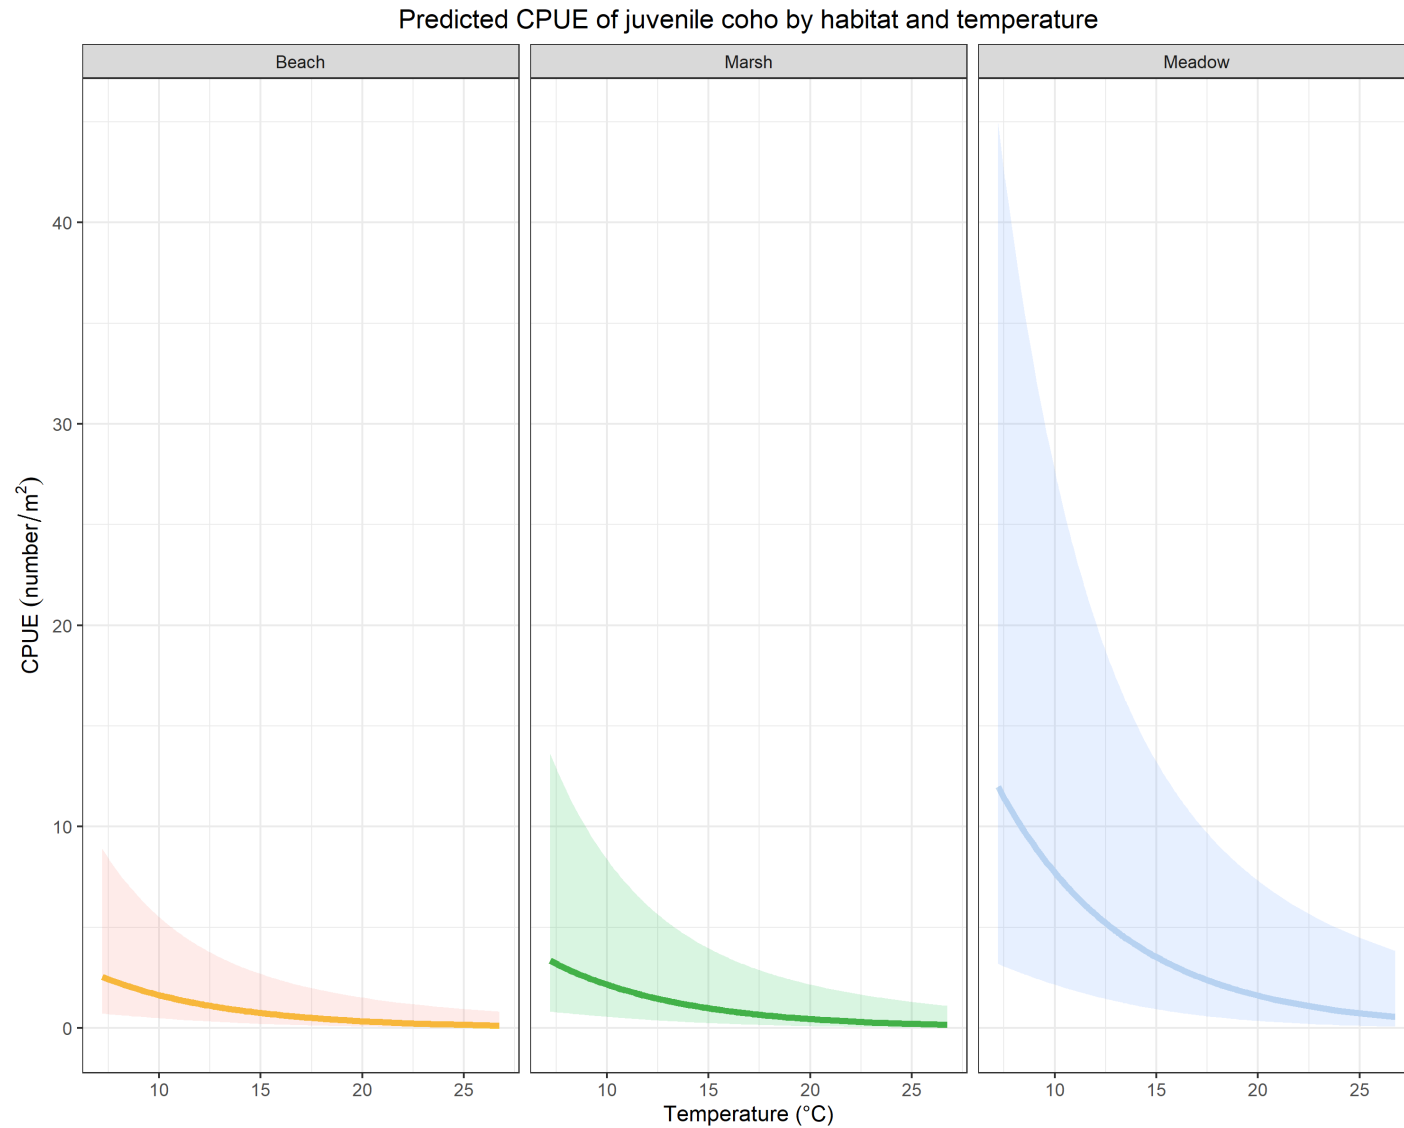 Predicted CPUE of juvenile coho by habitat and temperature
Beach Marsh Meadow
40
30
20
10
0
CPUE (number/m²)
10 15 20 25 10 15 20 25 10 15 20 25
Temperature (°C)